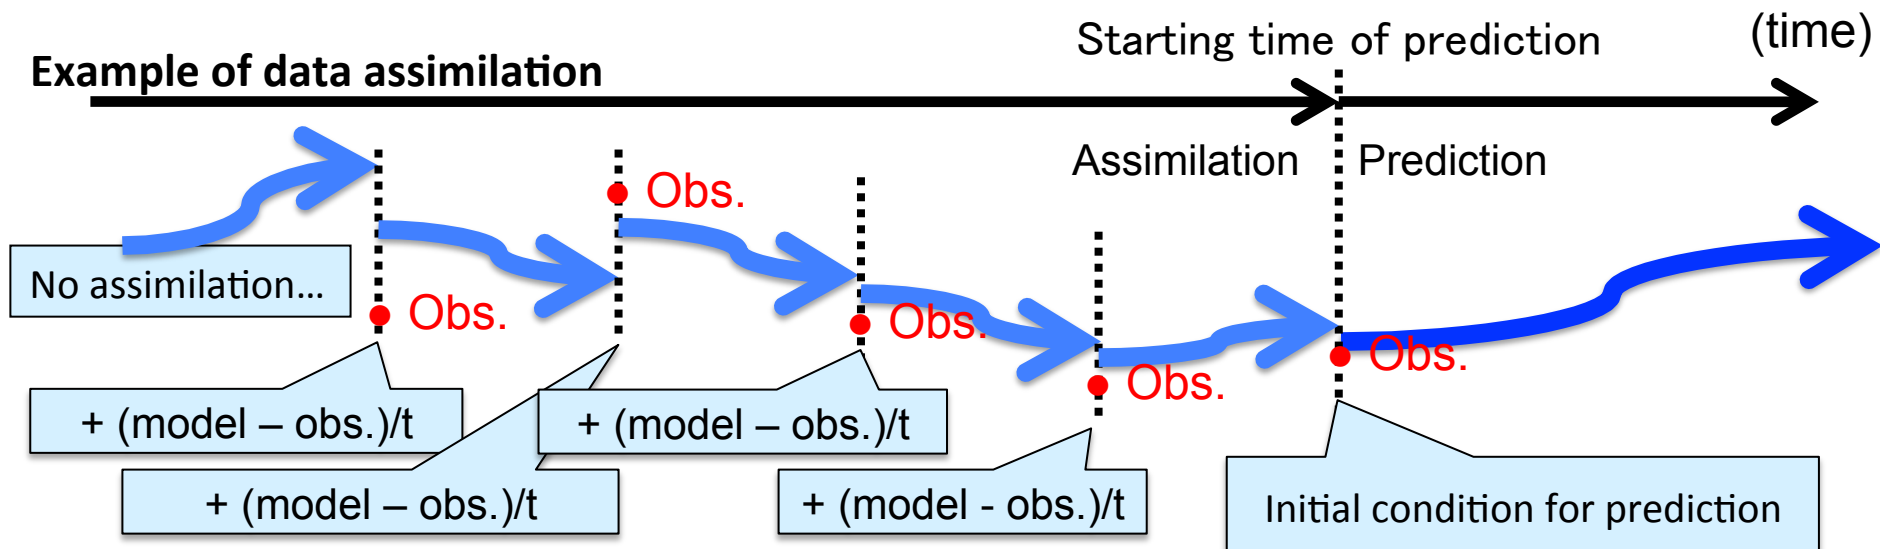 Starting time of prediction
(time)
Example of data assimilation
Assimilation
Prediction
Obs.
No assimilation...
Obs.
Obs.
Obs.
Obs.
+ (model – obs.)/t
+ (model – obs.)/t
+ (model – obs.)/t
+ (model - obs.)/t
Initial condition for prediction